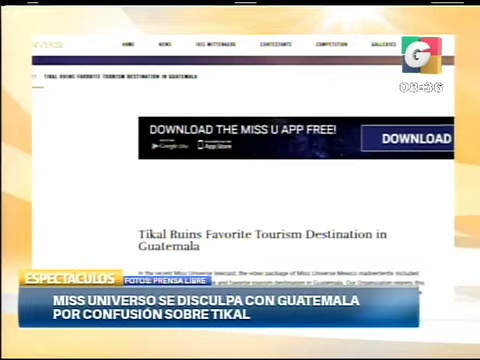 UNIVERSE HOME NEWS IRIS MITTENAERE CONTESTANTS COMPETITION GALLERIES
G
08:36
TIKAL RUINS FAVORITE TOURISM DESTINATION IN GUATEMALA
DOWNLOAD THE MISS U APP FREE!
DOWNLOAD
Google play App Store
Tikal Ruins Favorite Tourism Destination in
Guatemala
In the recent Miss Universe telecast, the video package of Miss Universe Mexico inadvertently included
and favorite tourism destination in Guatemala. Our Organization regrets this
ESPECTÁCULOS
FOTOS: PRENSA LIBRE
MISS UNIVERSO SE DISCULPA CON GUATEMALA
POR CONFUSIÓN SOBRE TIKAL